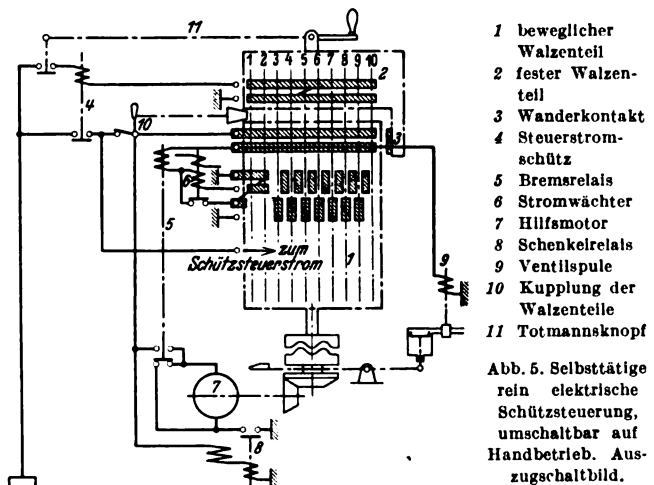 11
1 2 3 4 5 6 7 8 9 10
2
4
10
3
6
5
zum
Schützsteuerstrom
1
9
7
8
1 beweglicher
Walzenteil
2 fester Walzen-
teil
3 Wanderkontakt
4 Steuerstrom-
schütz
5 Bremsrelais
6 Stromwächter
7 Hilfsmotor
8 Schenkelrelais
9 Ventilspule
10 Kupplung der
Walzenteile
11 Totmannsknopf
Abb. 5. Selbsttätige
rein elektrische
Schützsteuerung,
umschaltbar auf
Handbetrieb. Aus-
zugschaltbild.